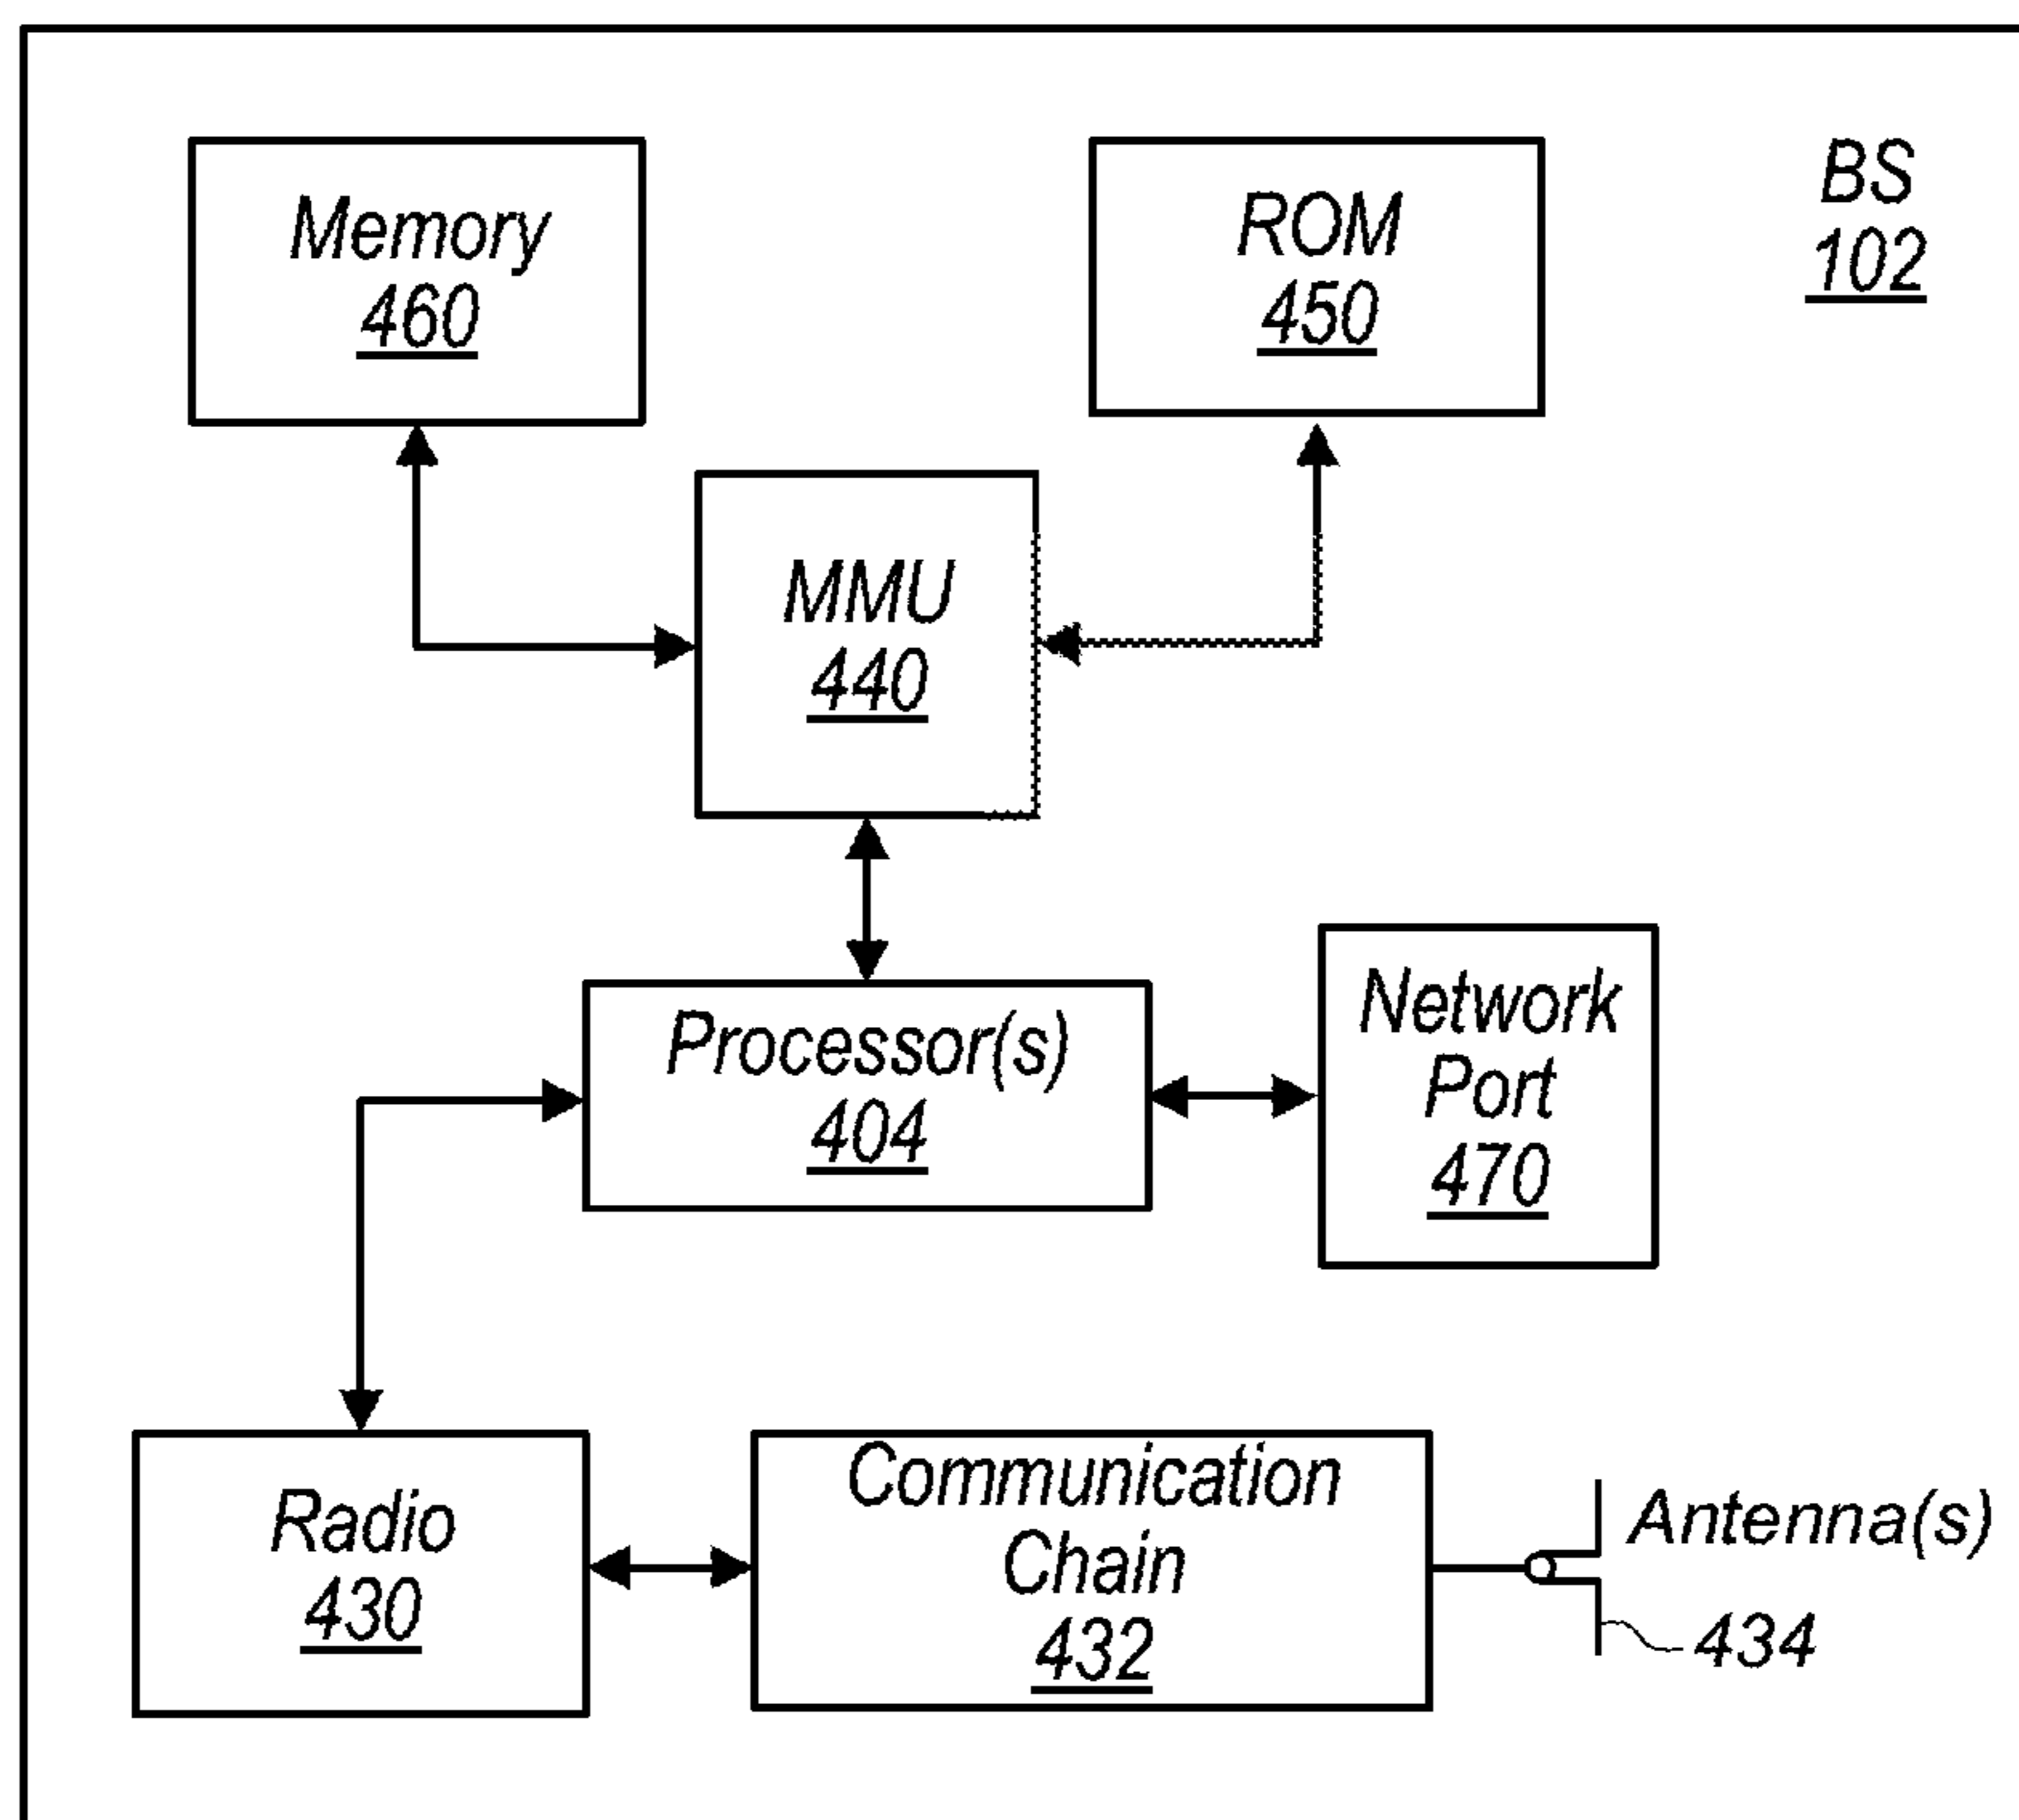 Memory
460
ROM
450
BS
102
MMU
440
Processor(s)
404
Network
Port
470
Radio
430
Communication
Chain
432
Antenna(s)
434